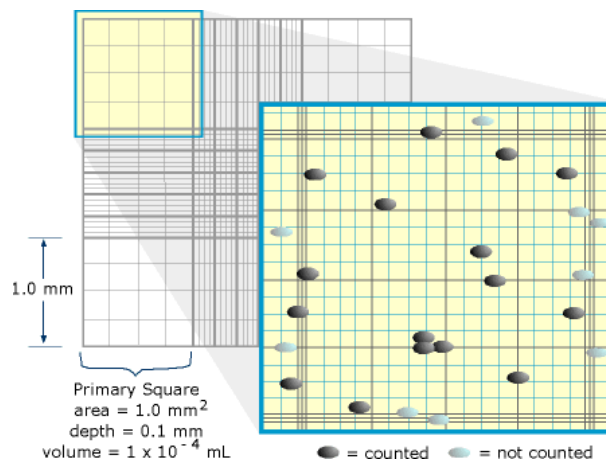 1.0 mm
Primary Square
area = 1.0 mm²
depth = 0.1 mm
volume = 1 x 10⁻⁴ mL
= counted = not counted